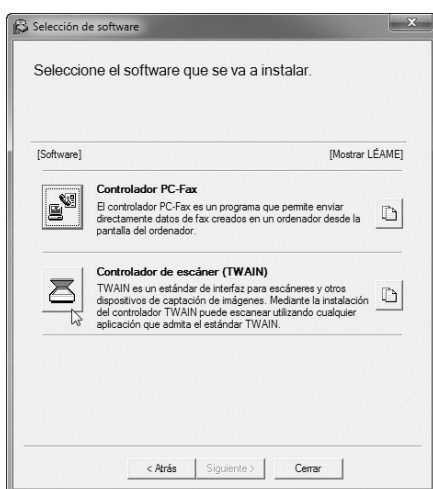 Selección de software
Seleccione el software que se va a instalar.
[Software] [Mostrar LÉAME]
Controlador PC-Fax
El controlador PC-Fax es un programa que permite enviar
directamente datos de fax creados en un ordenador desde la
pantalla del ordenador.
Controlador de escáner (TWAIN)
TWAIN es un estándar de interfaz para escáneres y otros
dispositivos de captación de imágenes. Mediante la instalación
del controlador TWAIN puede escanear utilizando cualquier
aplicación que admita el estándar TWAIN.
< Atrás Siguiente > Cerrar